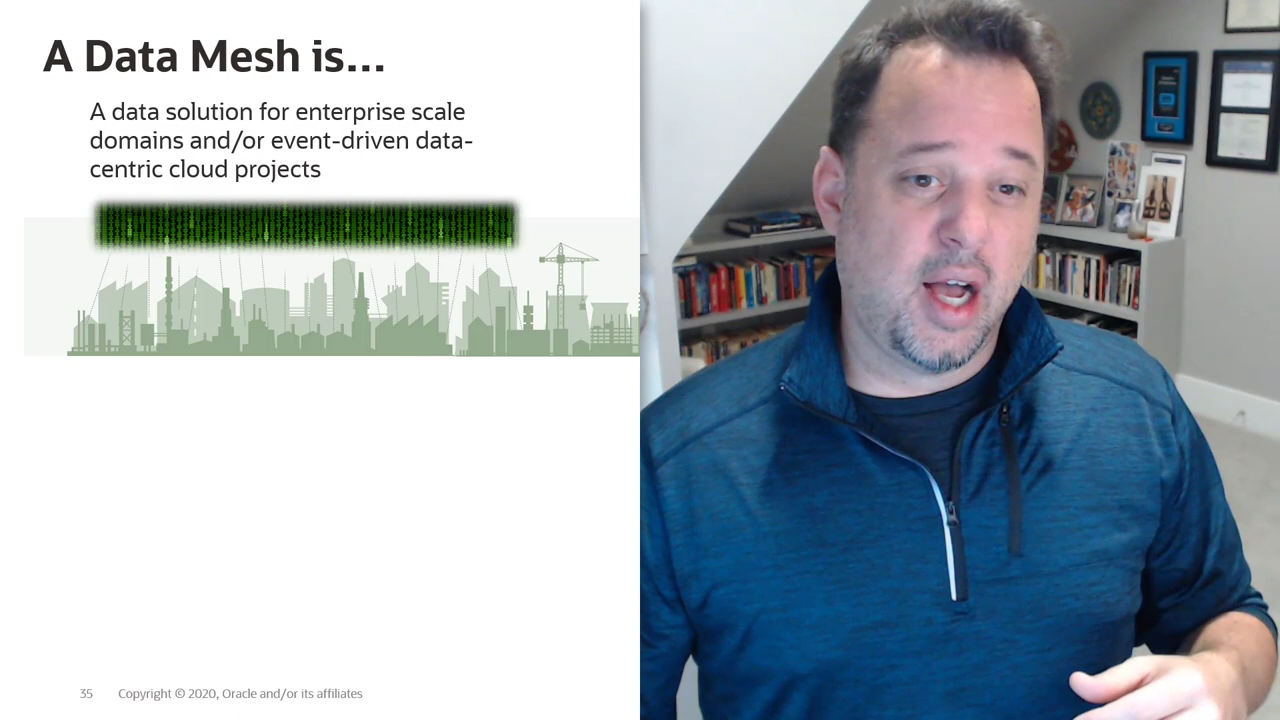 A Data Mesh is...
A data solution for enterprise scale
domains and/or event-driven data-
centric cloud projects
35 Copyright © 2020, Oracle and/or its affiliates